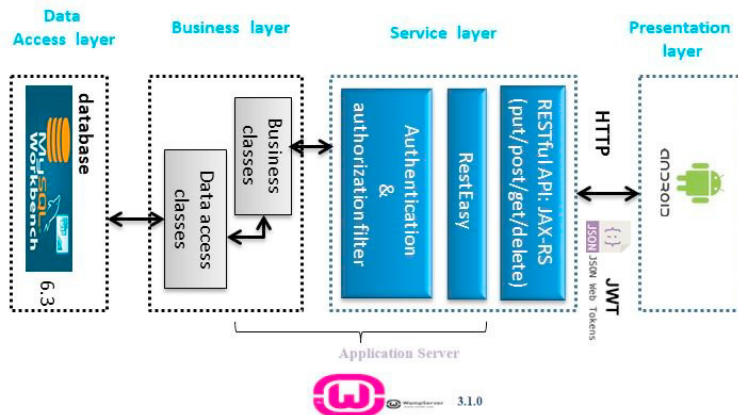 Data
Access layer
Business layer
Service layer
Presentation
layer
database
MySQL
Workbench
6.3
Data access
classes
Business
classes
Authentication
&
authorization filter
RestEasy
RESTful API: JAX-RS
(put/post/get/delete)
HTTP
{;}
JSON
JWT
JSON Web Tokens
ANDROID
Application Server
WampServer
3.1.0